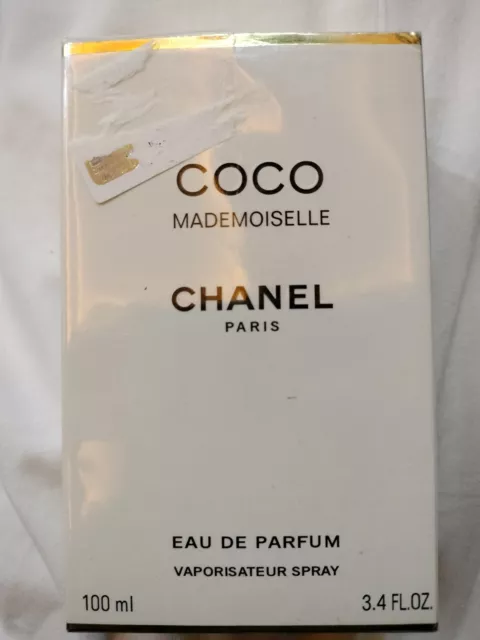 COCO
MADEMOISELLE
CHANEL
PARIS
EAU DE PARFUM
VAPORISATEUR SPRAY
100 ml 3.4 FL.OZ.